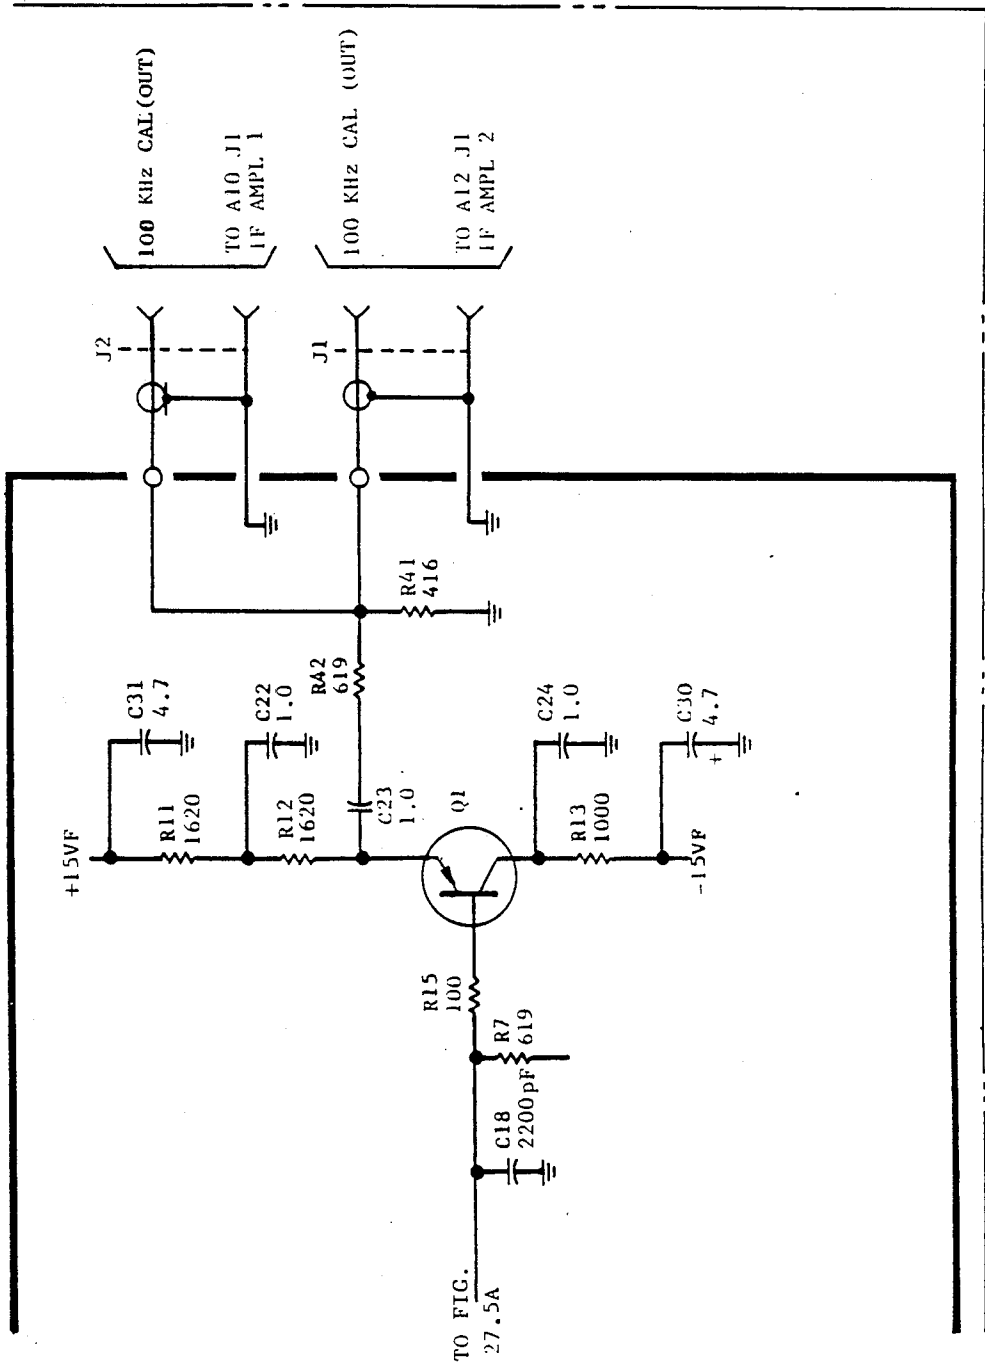 TO FIG.
27.5A
C18
2200pF
R7
619
R15
100
+15VF
R11
1620
C31
4.7
R12
1620
C22
1.0
C23
1.0
Q1
R42
619
R41
416
R13
1000
C24
1.0
-15VF
C30
4.7
+
J2
100 KHz CAL(OUT)
TO A10 J1
IF AMPL 1
J1
100 KHz CAL (OUT)
TO A12 J1
IF AMPL 2